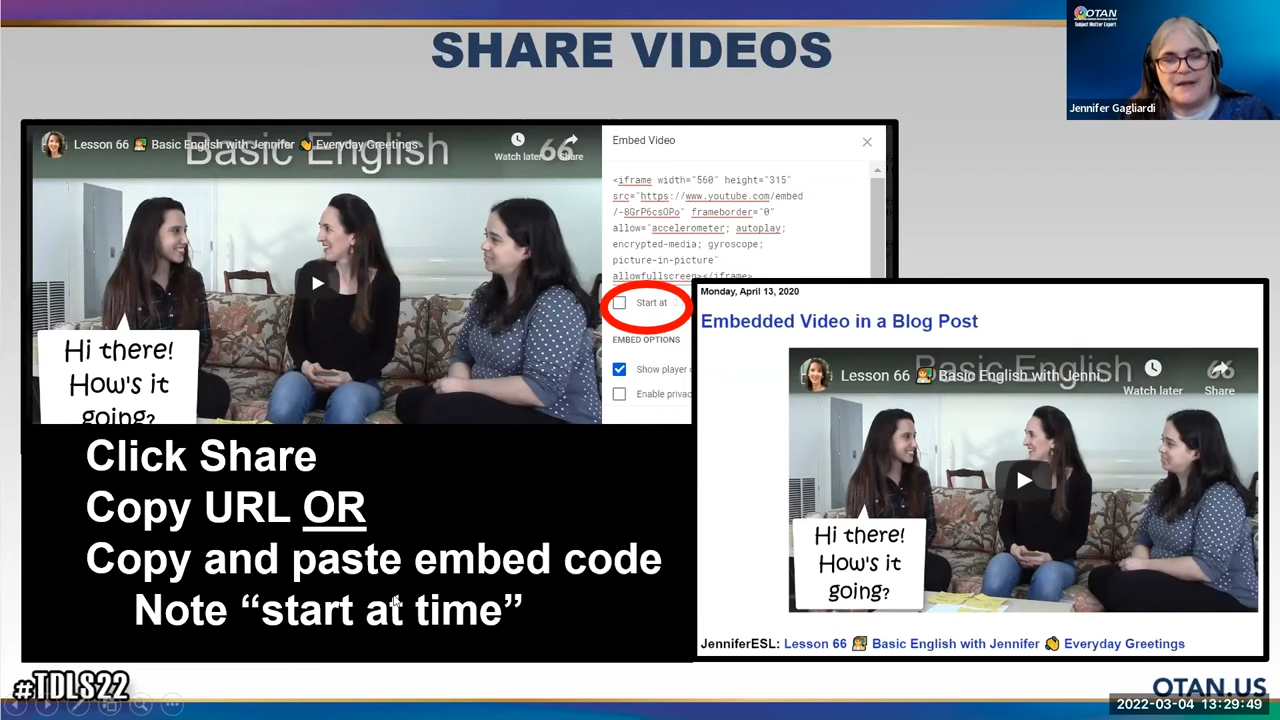 SHARE VIDEOS
OTAN
Subject Matter Expert
Jennifer Gagliardi
Lesson 66 👩‍🏫 Basic English with Jennifer 👋 Everyday Greetings
Basic English 66
Watch later
Share
Hi there!
How's it
going?
Embed Video
<iframe width="560" height="315"
src="https://www.youtube.com/embed
/-8GrP6csOPo" frameborder="0"
allow="accelerometer; autoplay;
encrypted-media; gyroscope;
picture-in-picture"
allowfullscreen></iframe>
Start at
EMBED OPTIONS
Show player
Enable privac
Click Share
Copy URL OR
Copy and paste embed code
Note “start at time”
Monday, April 13, 2020
Embedded Video in a Blog Post
Lesson 66 👩‍🏫 Basic English with Jenni...
Basic English 66
Watch later
Share
Hi there!
How's it
going?
JenniferESL: Lesson 66 👩‍🏫 Basic English with Jennifer 👋 Everyday Greetings
#TDLS22
OTAN.US
2022-03-04 13:29:49